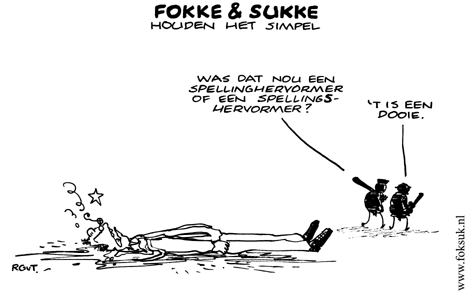 FOKKE & SUKKE
HOUDEN HET SIMPEL
WAS DAT NOU EEN
SPELLINGHERVORMER
OF EEN SPELLINGS-
HERVORMER?
'T IS EEN
DOOIE.
RGVT.
www.foksuk.nl